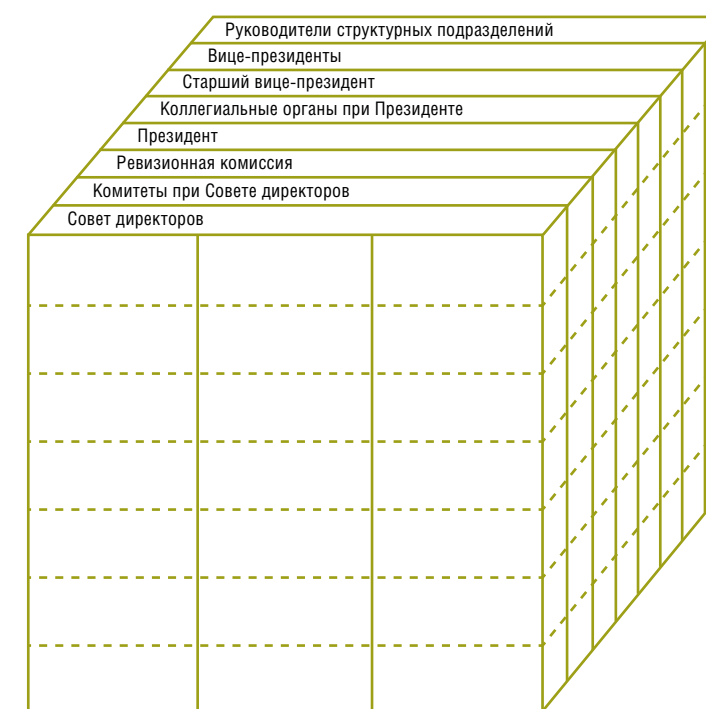 Руководители структурных подразделений
Вице-президенты
Старший вице-президент
Коллегиальные органы при Президенте
Президент
Ревизионная комиссия
Комитеты при Совете директоров
Совет директоров